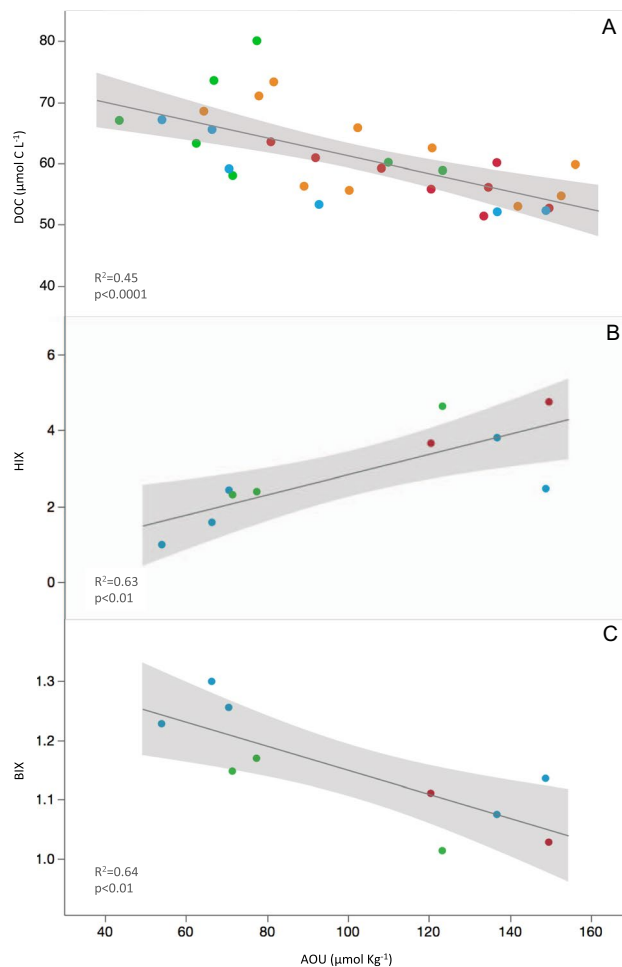 A
80
70
60
50
40
DOC (µmol C L-1)
R2=0.45
p<0.0001
B
6
4
2
0
HIX
R2=0.63
p<0.01
C
1.3
1.2
1.1
1.0
BIX
R2=0.64
p<0.01
40 60 80 100 120 140 160
AOU (µmol Kg-1)